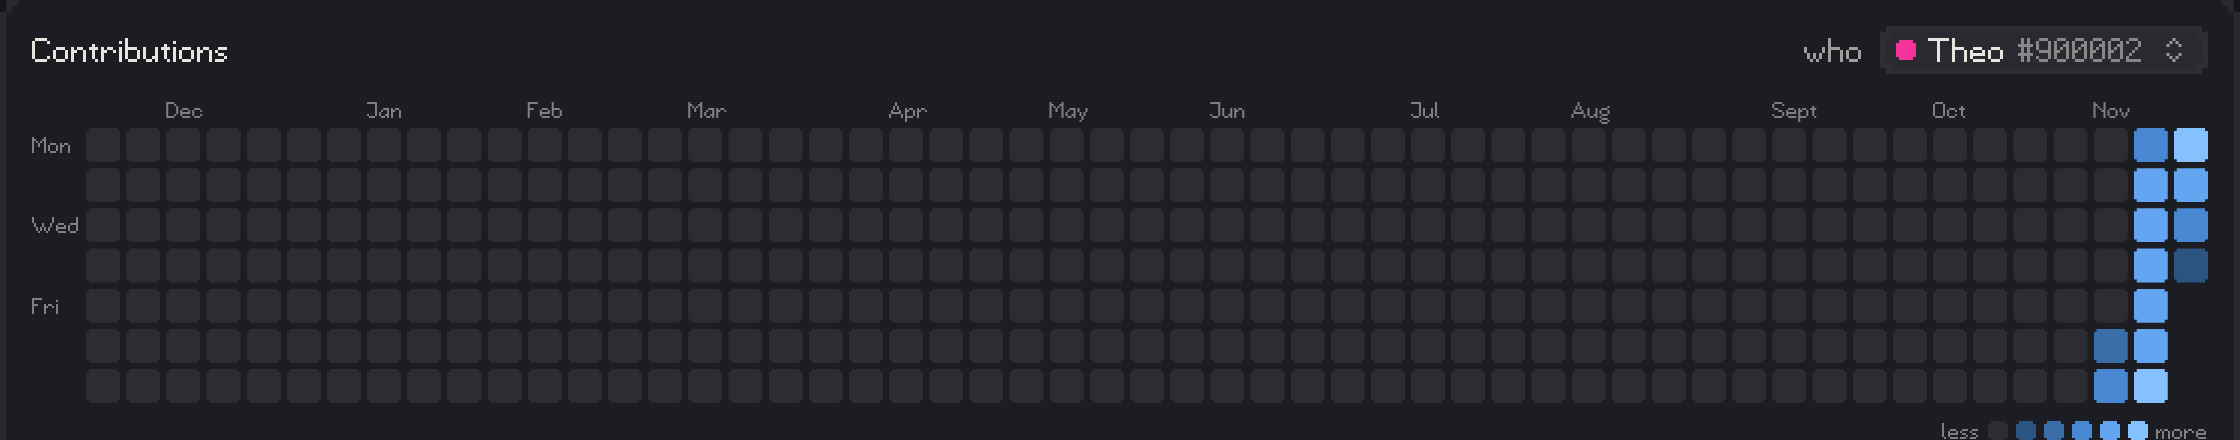 Contributions who Theo #900002
Dec Jan Feb Mar Apr May Jun Jul Aug Sept Oct Nov
Mon
Wed
Fri
less more